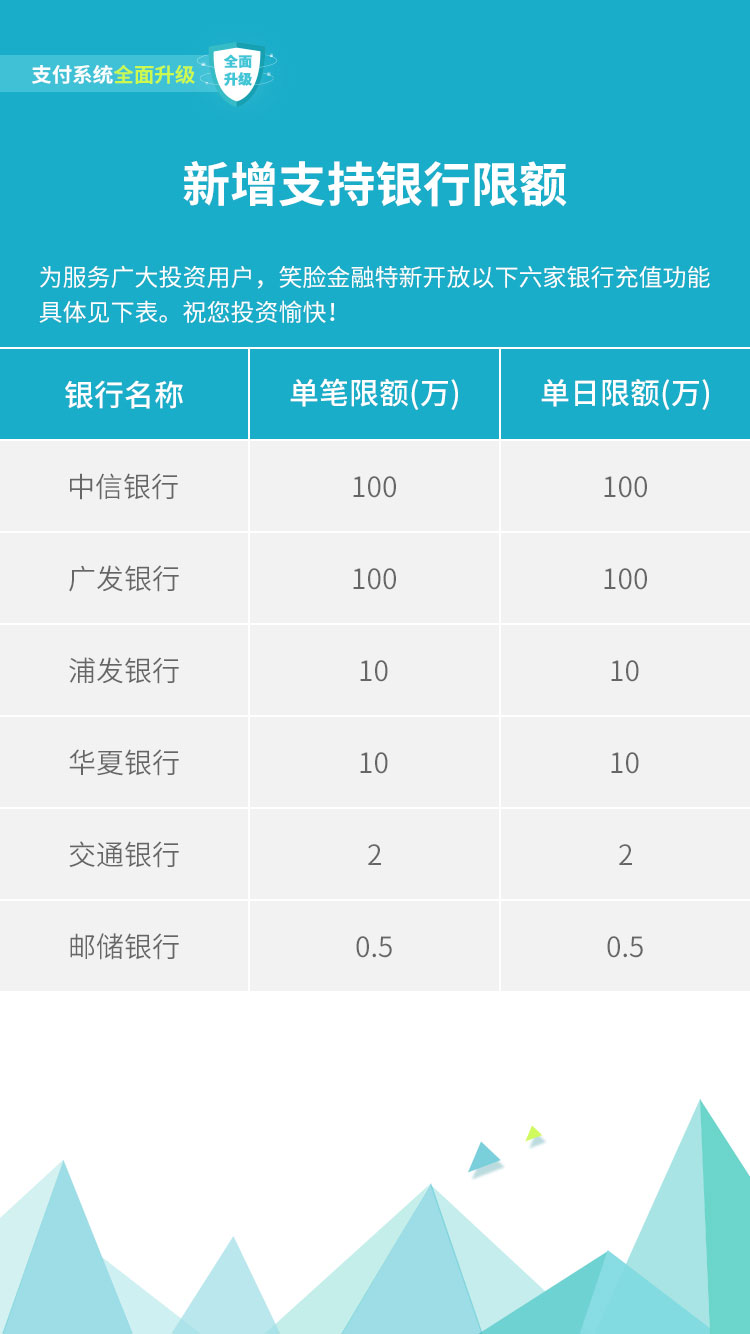 支付系统全面升级
全面
升级
新增支持银行限额
为服务广大投资用户，笑脸金融特新开放以下六家银行充值功能
具体见下表。祝您投资愉快！
银行名称 单笔限额(万) 单日限额(万)
中信银行 100 100
广发银行 100 100
浦发银行 10 10
华夏银行 10 10
交通银行 2 2
邮储银行 0.5 0.5